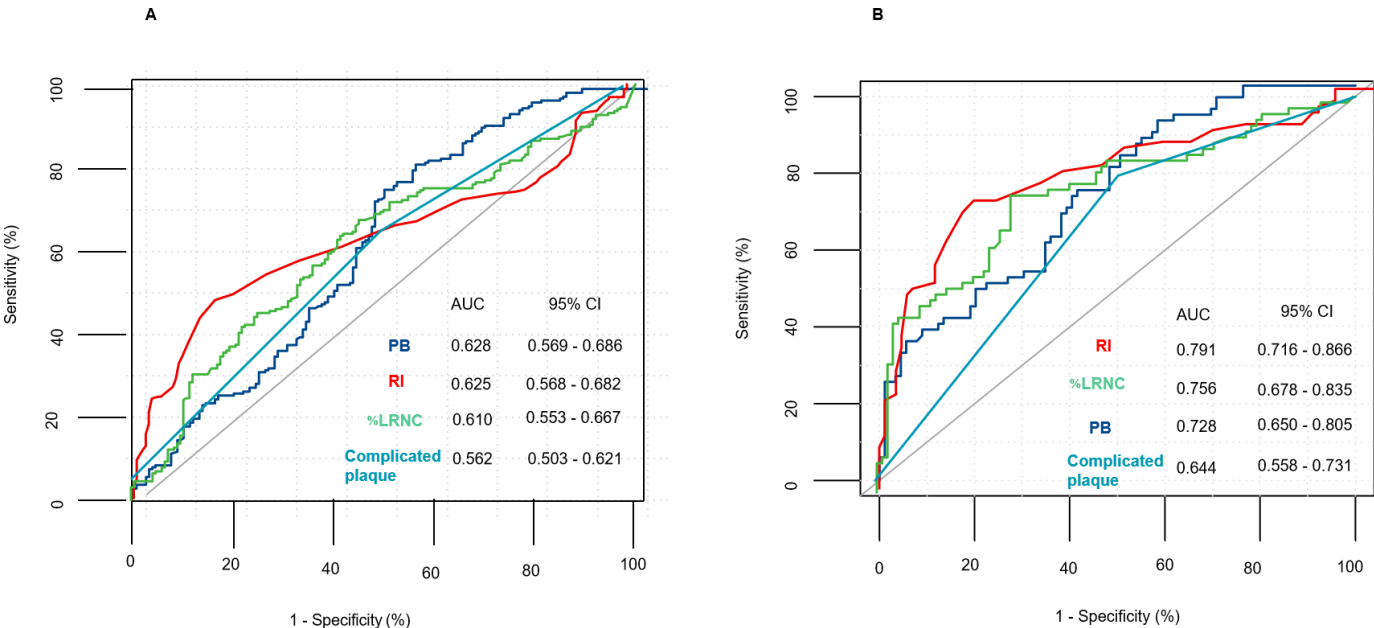 A
100
80
60
40
20
0
Sensitivity (%)
AUC 95% CI
PB 0.628 0.569 - 0.686
RI 0.625 0.568 - 0.682
%LRNC 0.610 0.553 - 0.667
Complicated 0.562 0.503 - 0.621
plaque
0 20 40 60 80 100
1 - Specificity (%)
B
100
80
60
40
20
0
Sensitivity (%)
AUC 95% CI
RI 0.791 0.716 - 0.866
%LRNC 0.756 0.678 - 0.835
PB 0.728 0.650 - 0.805
Complicated 0.644 0.558 - 0.731
plaque
0 20 40 60 80 100
1 - Specificity (%)